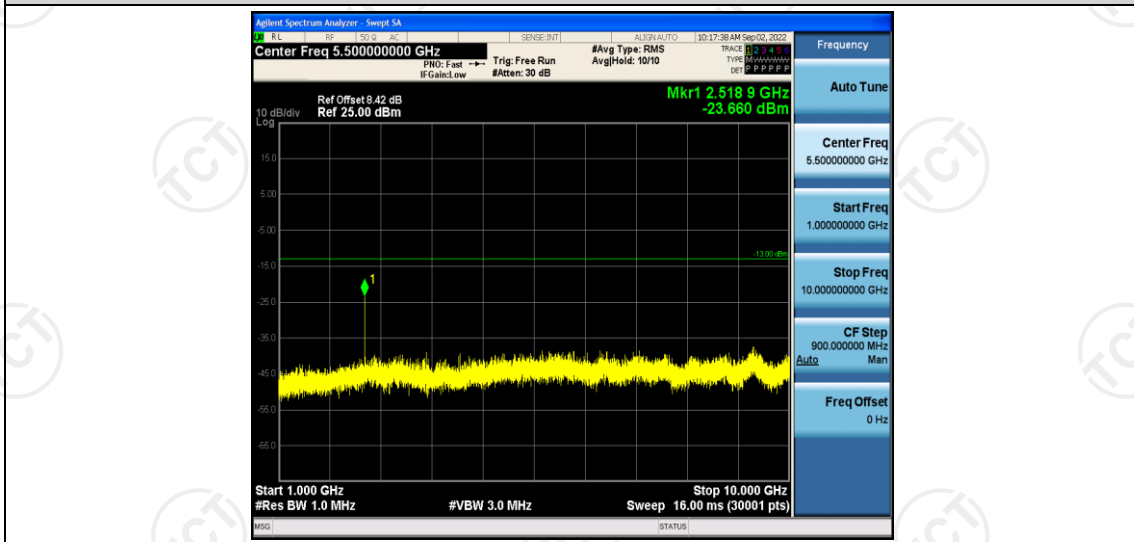 Agilent Spectrum Analyzer - Swept SA
LXI RL RF 50 Ω AC SENSE:INT ALIGN AUTO 10:17:38 AM Sep 02, 2022
Center Freq 5.500000000 GHz
PNO: Fast
IFGain:Low
Trig: Free Run
#Atten: 30 dB
#Avg Type: RMS
Avg|Hold: 10/10
TRACE 1 2 3 4 5 6
TYPE M
DET P P P P P P
Mkr1 2.518 9 GHz
-23.660 dBm
Ref Offset 8.42 dB
10 dB/div Ref 25.00 dBm
Log
15.0
5.00
-5.00
-13.00 dBm
-15.0
1
-25.0
-35.0
-45.0
-55.0
-65.0
Start 1.000 GHz Stop 10.000 GHz
#Res BW 1.0 MHz #VBW 3.0 MHz Sweep 16.00 ms (30001 pts)
MSG STATUS
Frequency
Auto Tune
Center Freq
5.500000000 GHz
Start Freq
1.000000000 GHz
Stop Freq
10.000000000 GHz
CF Step
900.000000 MHz
Auto Man
Freq Offset
0 Hz
TCT
TCT
TCT
TCT